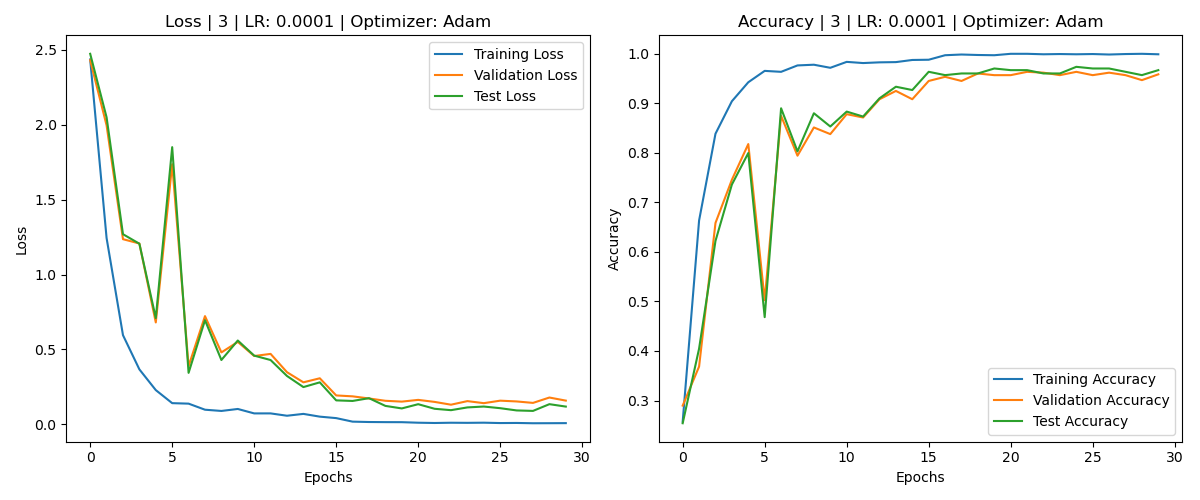 Loss | 3 | LR: 0.0001 | Optimizer: Adam
2.5
2.0
1.5
1.0
0.5
0.0
Loss
Training Loss
Validation Loss
Test Loss
0 5 10 15 20 25 30
Epochs
Accuracy | 3 | LR: 0.0001 | Optimizer: Adam
1.0
0.9
0.8
0.7
0.6
0.5
0.4
0.3
Accuracy
Training Accuracy
Validation Accuracy
Test Accuracy
0 5 10 15 20 25 30
Epochs